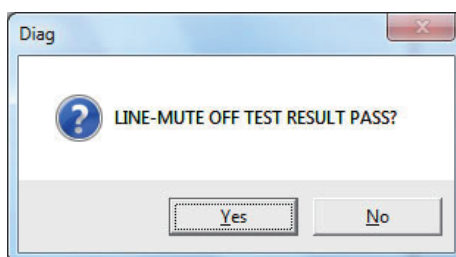 Diag
LINE-MUTE OFF TEST RESULT PASS?
Yes
No